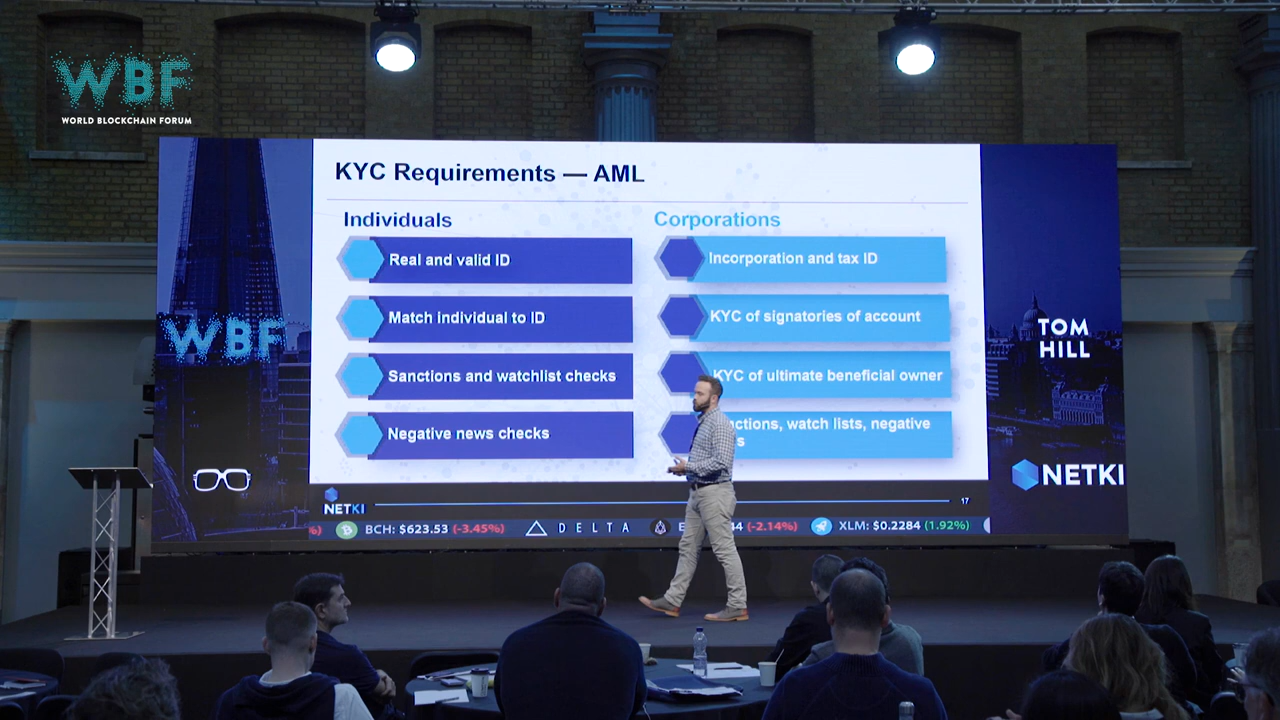 WBF
WORLD BLOCKCHAIN FORUM
KYC Requirements — AML
Individuals
Real and valid ID
Match individual to ID
Sanctions and watchlist checks
Negative news checks
Corporations
Incorporation and tax ID
KYC of signatories of account
KYC of ultimate beneficial owner
watch lists, negative
WBF
TOM
HILL
NETKI
NETKI
17
BCH: $623.53 (-3.45%) DELTA (-2.14%) XLM: $0.2284 (1.92%)